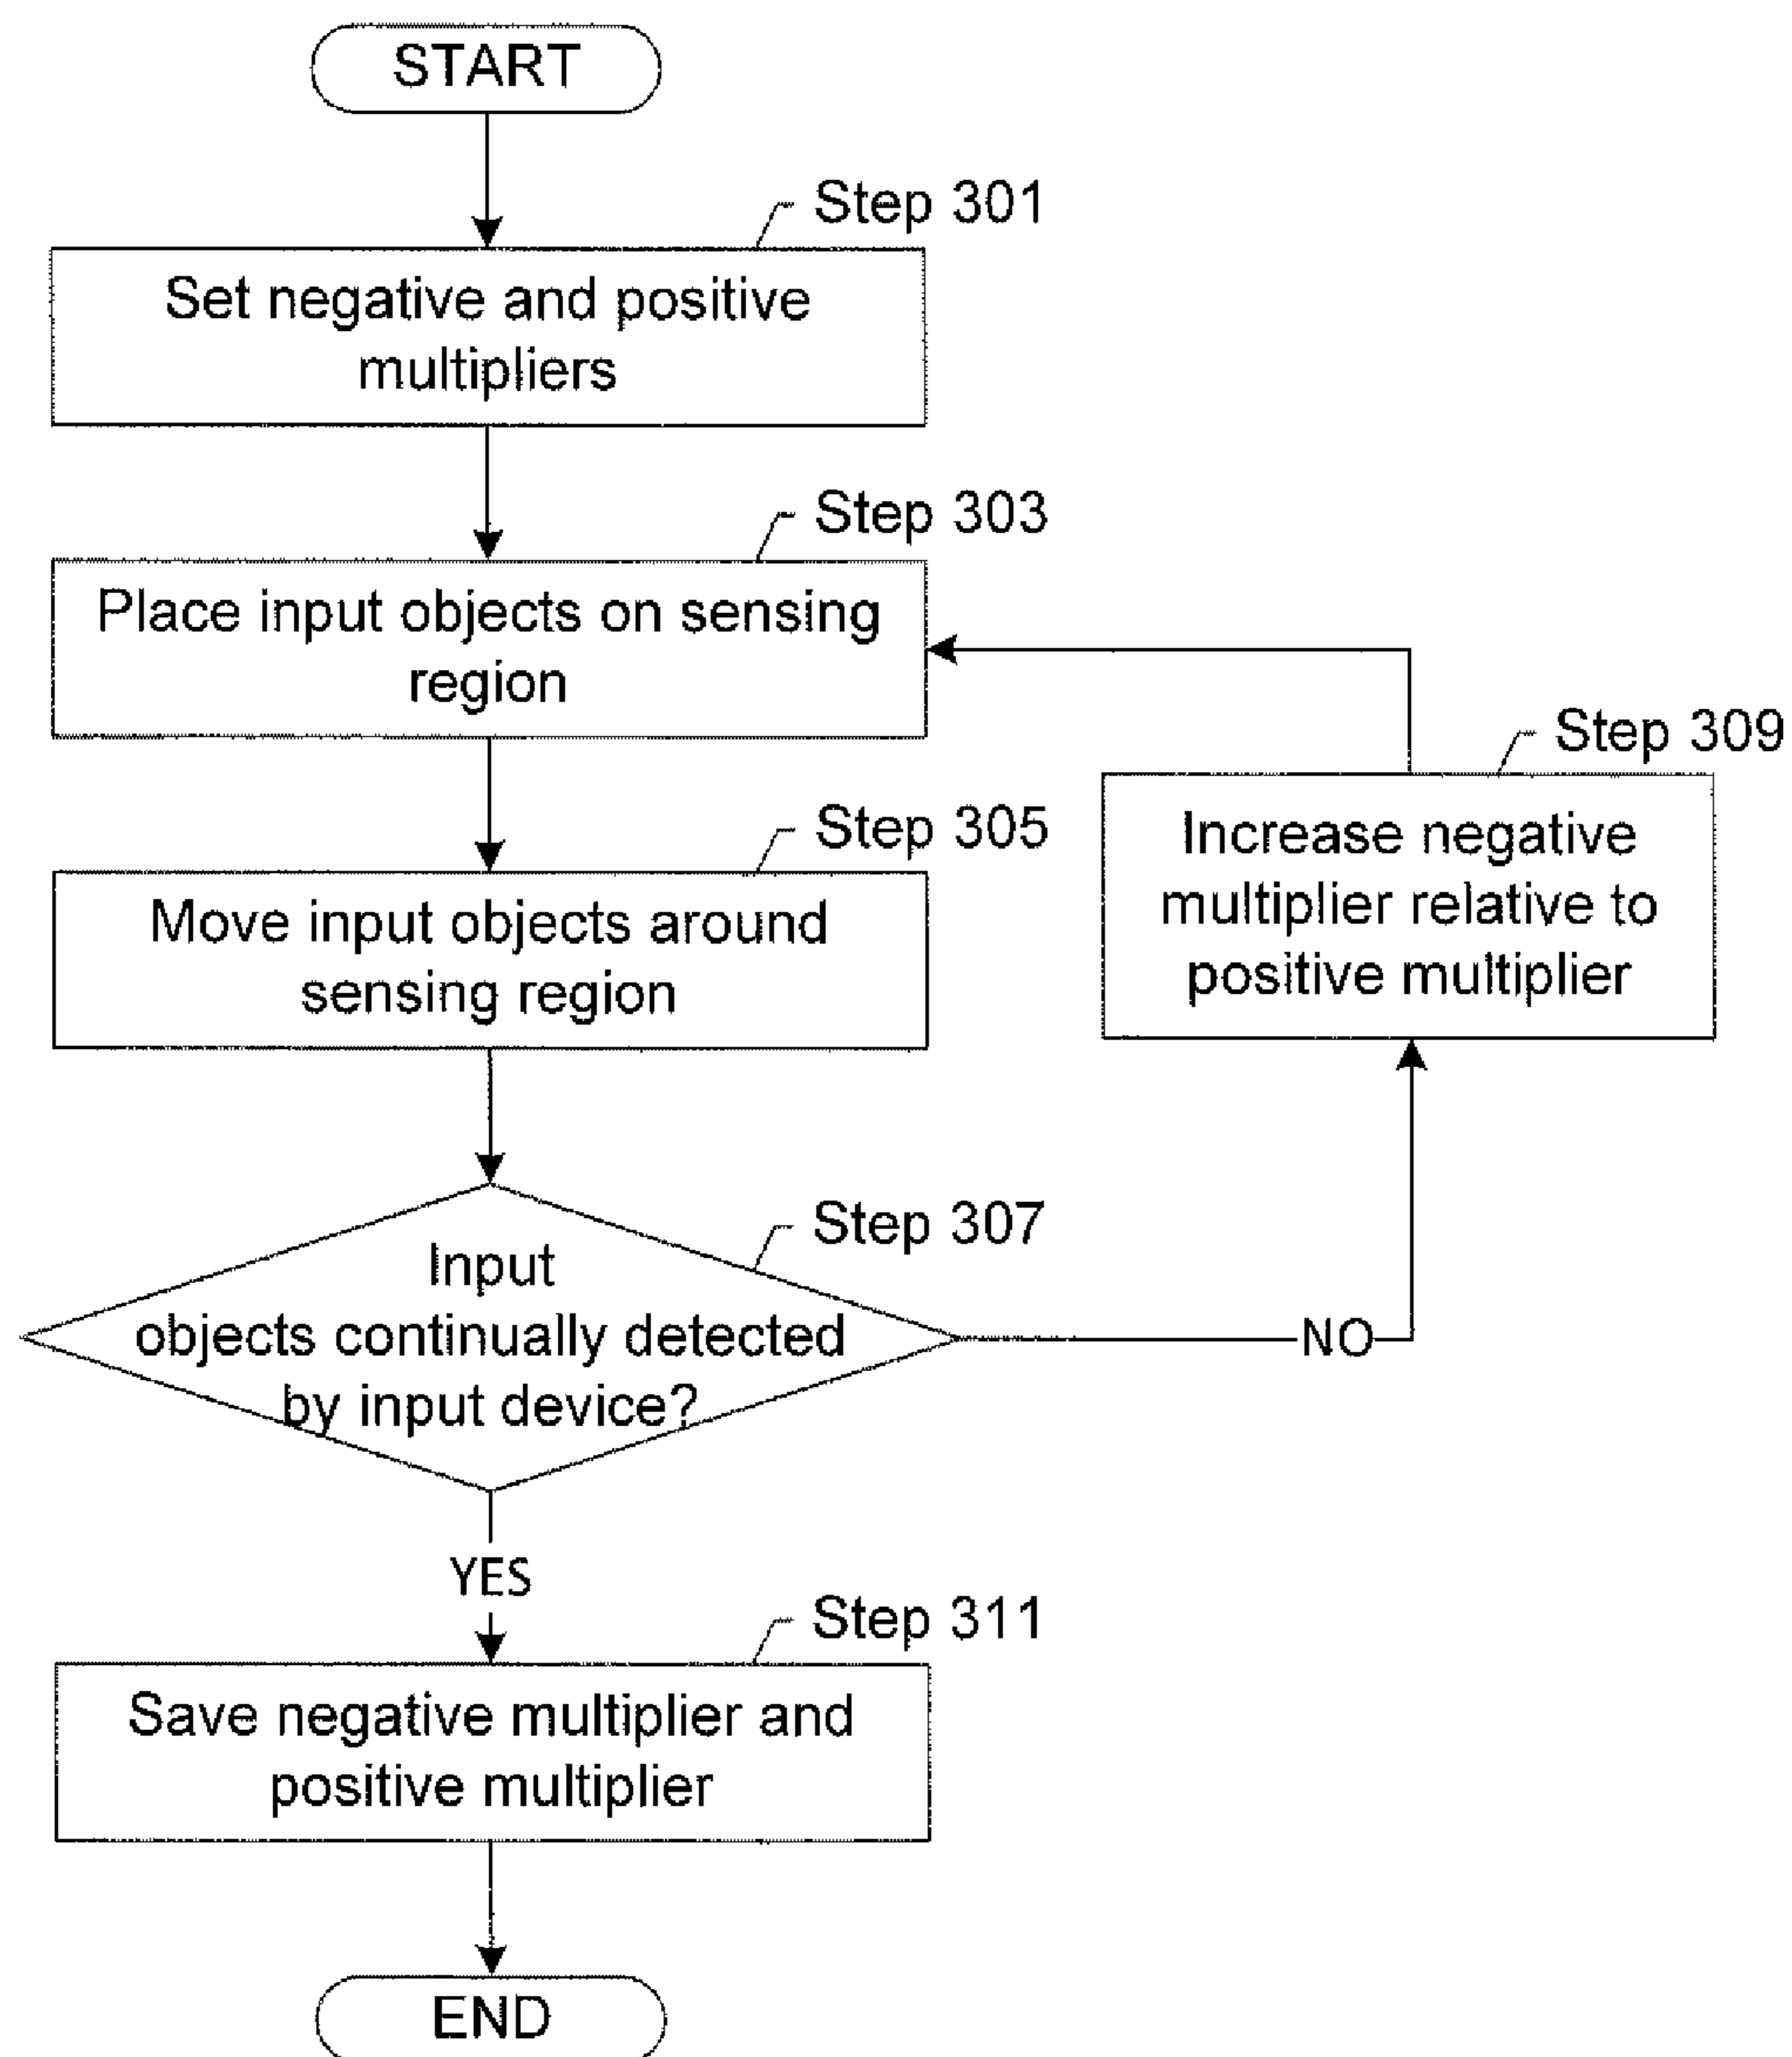 START
Step 301
Set negative and positive
multipliers
Step 303
Place input objects on sensing
region
Step 309
Increase negative
multiplier relative to
positive multiplier
Step 305
Move input objects around
sensing region
Step 307
Input
objects continually detected
by input device?
NO
YES
Step 311
Save negative multiplier and
positive multiplier
END